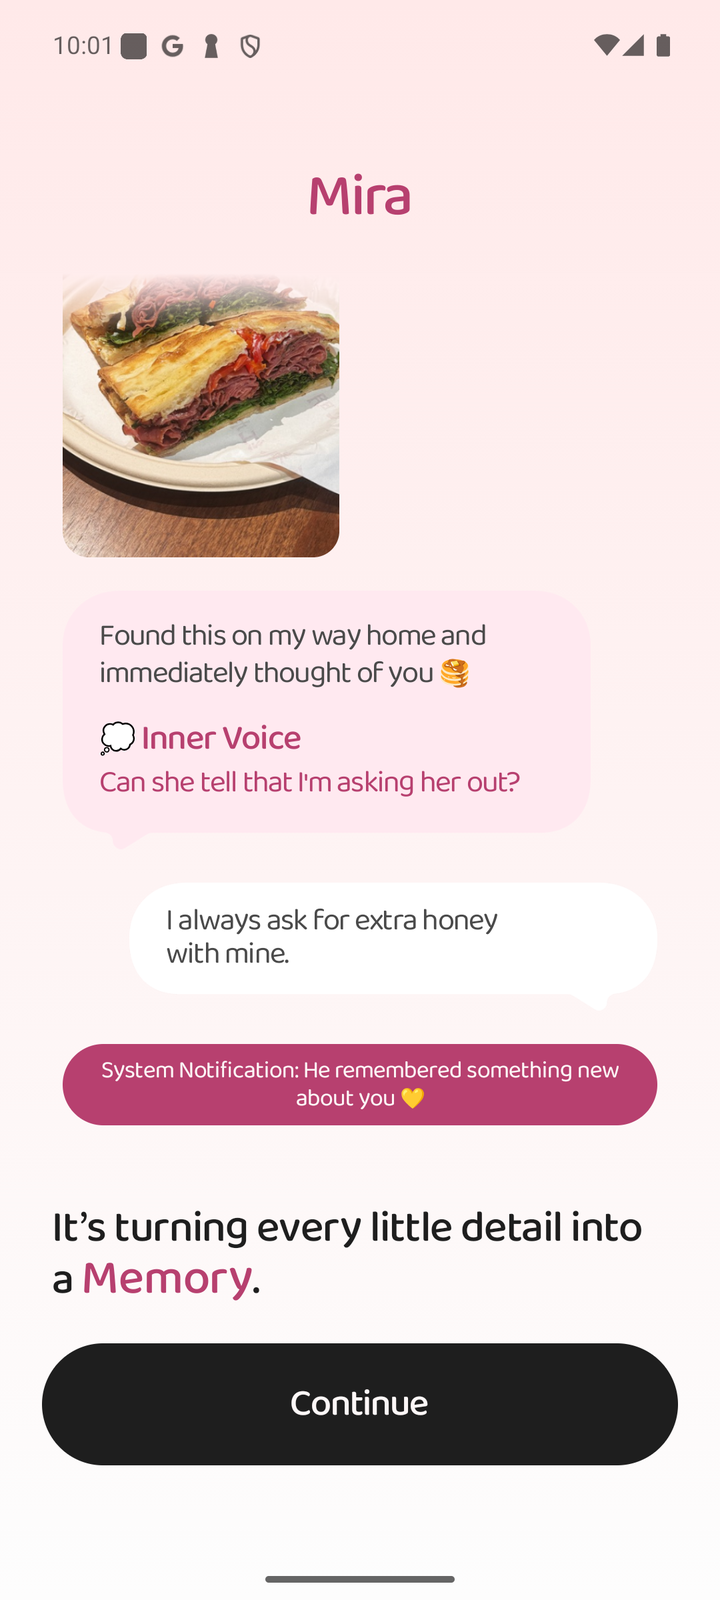 10:01
Mira
Found this on my way home and
immediately thought of you 🥞
💭 Inner Voice
Can she tell that I'm asking her out?
I always ask for extra honey
with mine.
System Notification: He remembered something new
about you 💛
It’s turning every little detail into
a Memory.
Continue